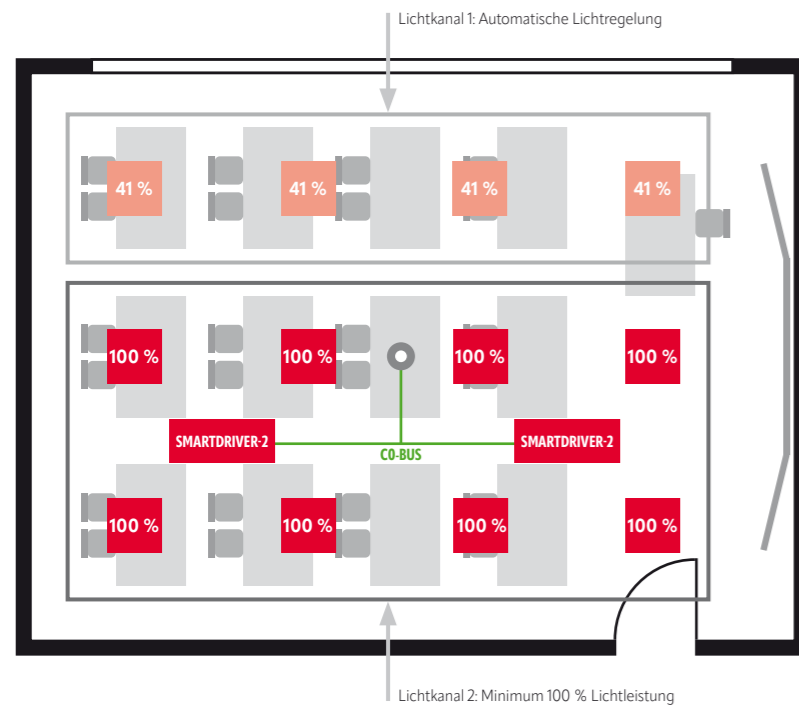 Lichtkanal 1: Automatische Lichtregelung
41 %
41 %
41 %
41 %
100 %
100 %
100 %
100 %
SMARTDRIVER-2
SMARTDRIVER-2
CO-BUS
100 %
100 %
100 %
100 %
Lichtkanal 2: Minimum 100 % Lichtleistung